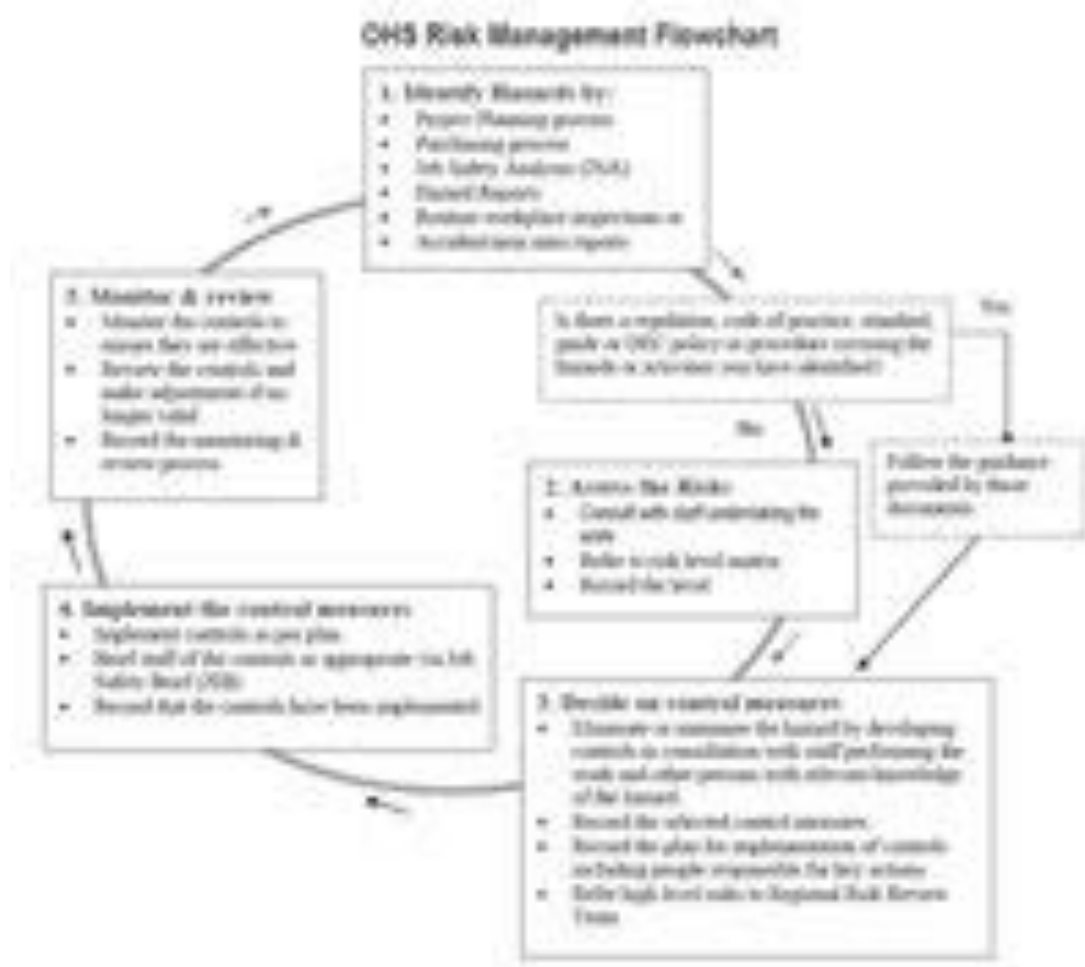 OHS Risk Management Flowchart
1. Identify Hazards by:
• Project Planning process
• Purchasing process
• Job Safety Analysis (JSA)
• Hazard Reports
• Routine workplace inspections or
• Accident/near miss reports
Is there a regulation, code of practice, standard,
guide or policy or procedure covering the
hazards or activities you have identified?
Yes
No
Follow the guidance
provided by these
documents
2. Assess the Risks
• Consult with staff undertaking the
work
• Refer to risk level matrix
• Record the level
3. Decide on control measures
• Eliminate or minimise the hazard by developing
controls in consultation with staff performing the
work and other persons with relevant knowledge
of the hazard.
• Record the selected control measures.
• Record the plan for implementation of controls
including people responsible for key actions
• Refer high level risks to Regional Risk Review
Team
4. Implement the control measures
• Implement controls as per plan.
• Brief staff of the controls as appropriate via Job
Safety Brief (JSB)
• Record that the controls have been implemented
5. Monitor & review
• Monitor the controls to
ensure they are effective
• Review the controls and
make adjustments if no
longer valid
• Record the monitoring &
review process